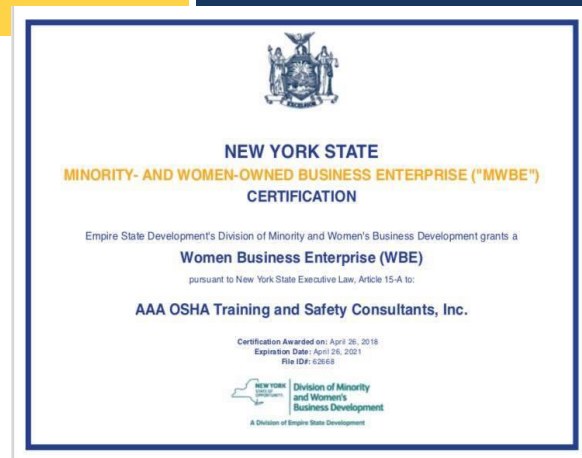 EXCELSIOR
NEW YORK STATE
MINORITY- AND WOMEN-OWNED BUSINESS ENTERPRISE ("MWBE")
CERTIFICATION
Empire State Development's Division of Minority and Women's Business Development grants a
Women Business Enterprise (WBE)
pursuant to New York State Executive Law, Article 15-A to:
AAA OSHA Training and Safety Consultants, Inc.
Certification Awarded on: April 26, 2018
Expiration Date: April 26, 2021
File ID#: 62668
NEW YORK
STATE OF
OPPORTUNITY.
Division of Minority
and Women's
Business Development
A Division of Empire State Development